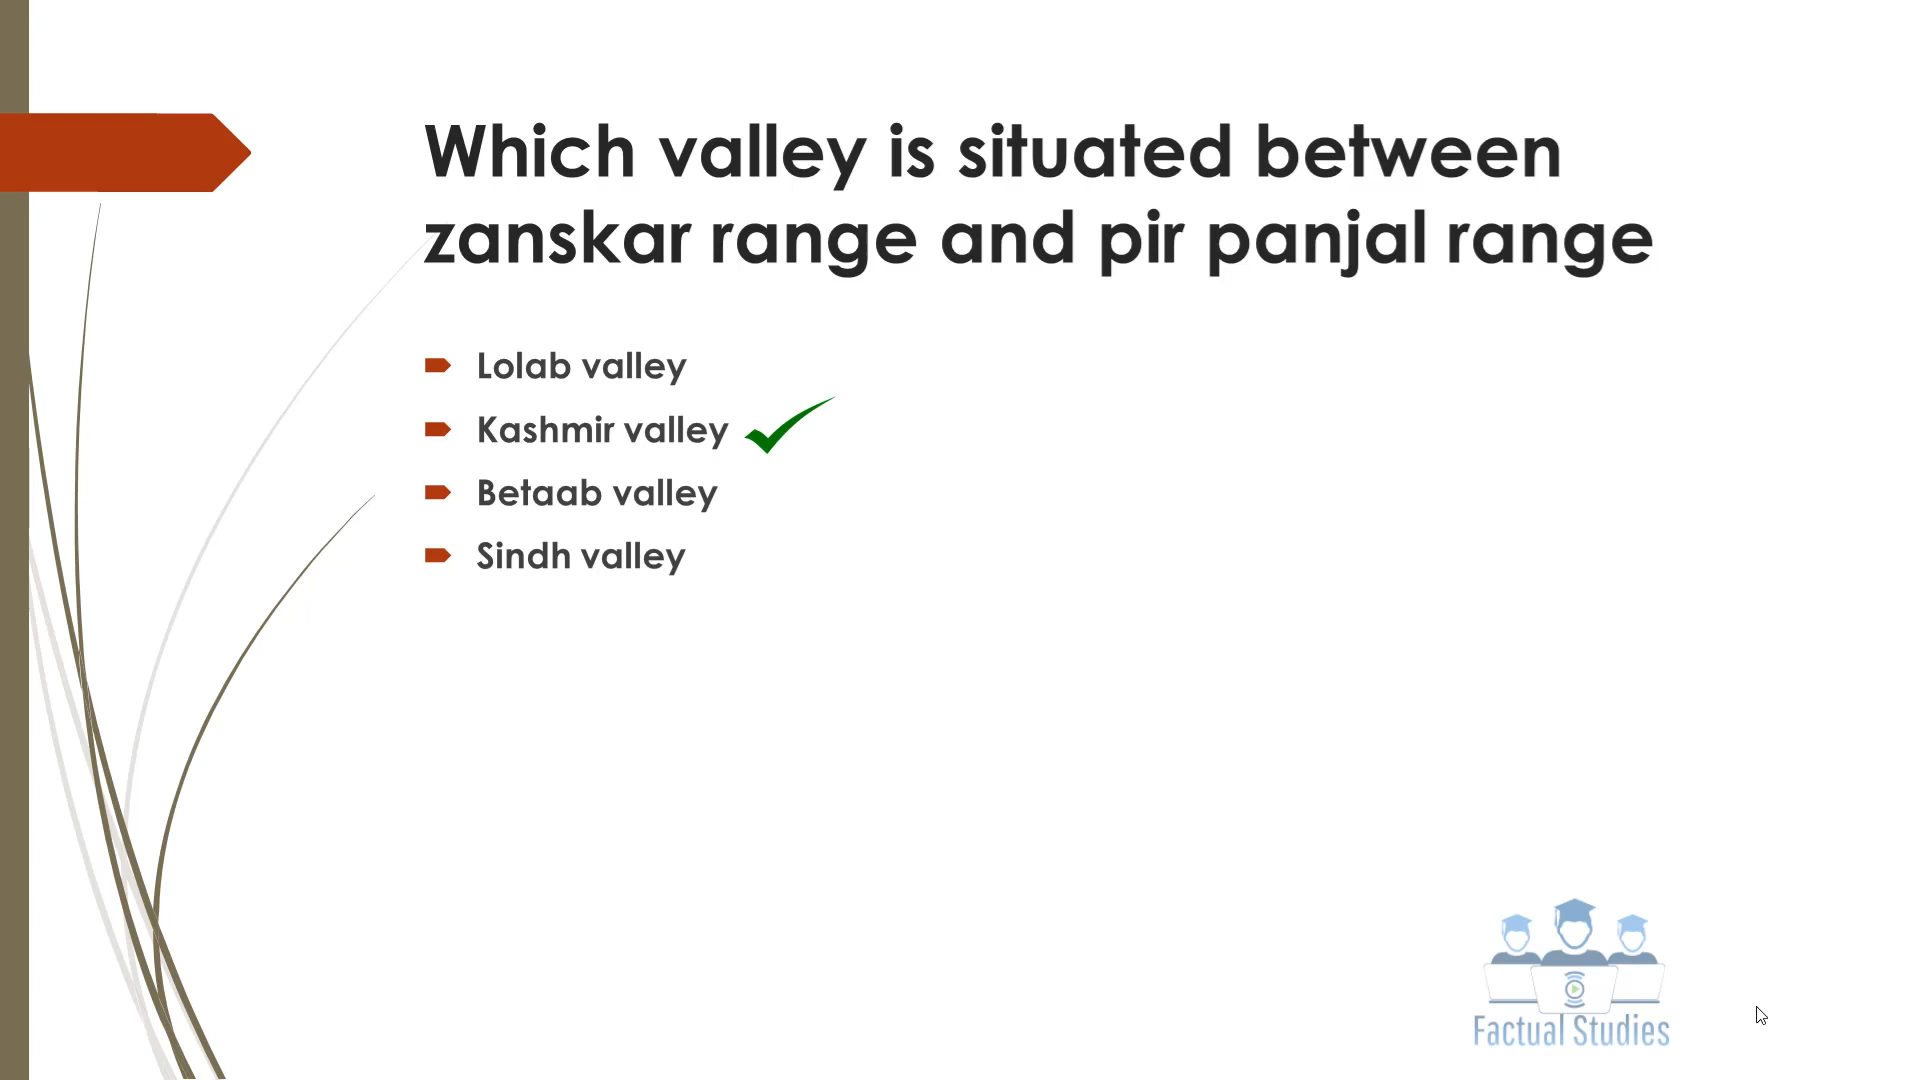 Which valley is situated between
zanskar range and pir panjal range
Lolab valley
Kashmir valley
Betaab valley
Sindh valley
Factual Studies